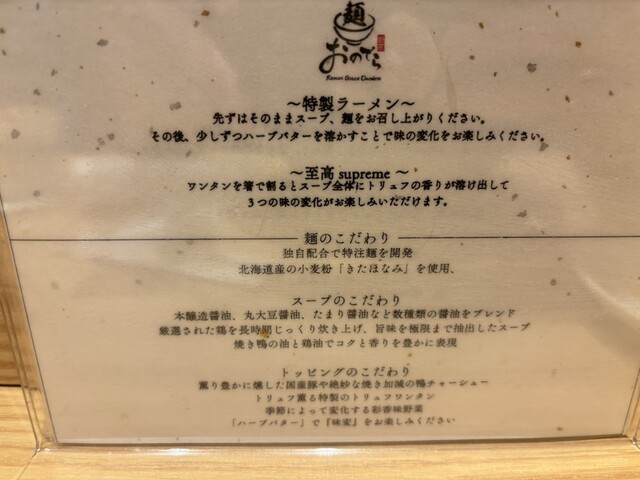 麺
おのでら
~特製ラーメン~
先ずはそのままスープ、麺をお召し上がりください。
その後、少しずつハーブバターを溶かすことで味の変化をお楽しみください。
~至高 supreme ~
ワンタンを箸で割るとスープ全体にトリュフの香りが溶け出して
3つの味の変化がお楽しみいただけます。
麺のこだわり
独自配合で特注麺を開発
北海道産の小麦粉「きたほなみ」を使用、
スープのこだわり
本醸造醤油、丸大豆醤油、たまり醤油など数種類の醤油をブレンド
厳選された鶏を長時間じっくり炊き上げ、旨味を極限まで抽出したスープ
焼き鴨の油と鶏油でコクと香りを豊かに表現
トッピングのこだわり
薫り豊かに燻した国産豚や絶妙な焼き加減の鴨チャーシュー
トリュフ薫る特製のトリュフワンタン
季節によって変化する彩香味野菜
「ハーブバター」で『味変』をお楽しみください